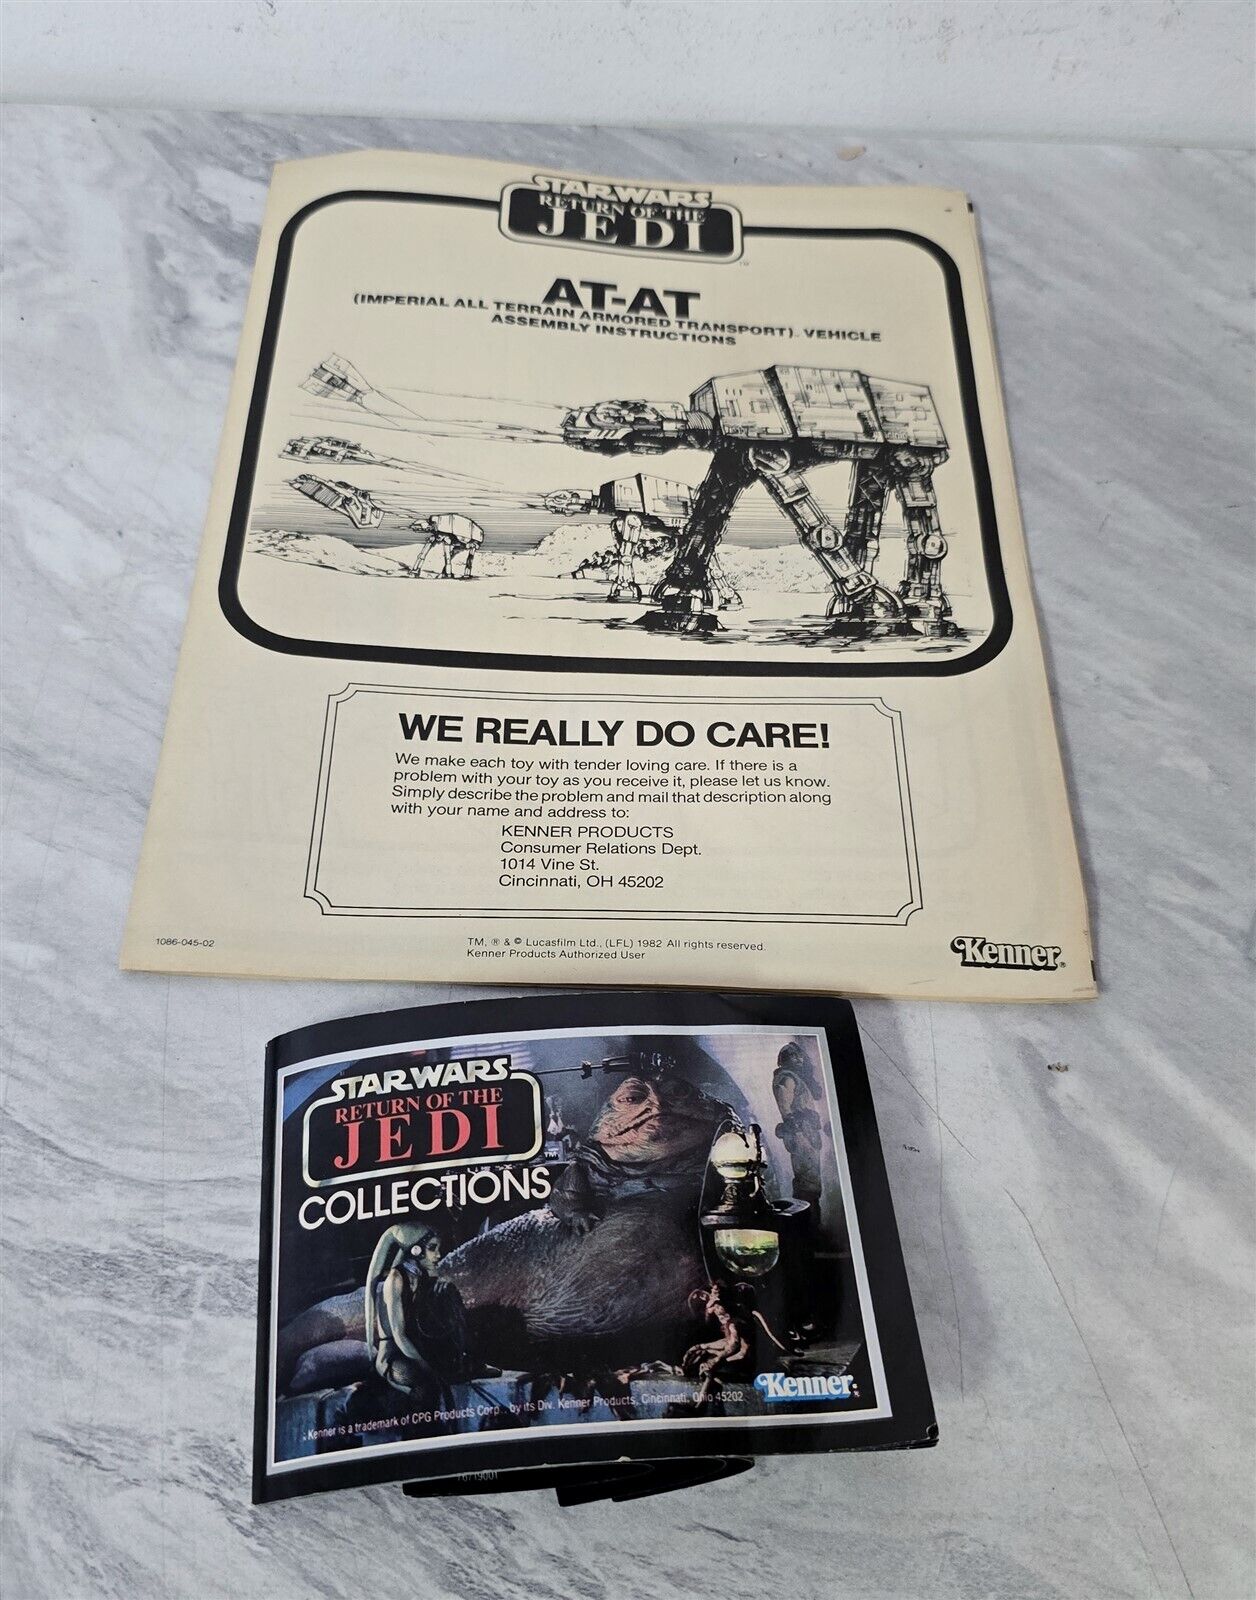 STAR WARS
RETURN OF THE
JEDI
TM
AT-AT
(IMPERIAL ALL TERRAIN ARMORED TRANSPORT)™ VEHICLE
ASSEMBLY INSTRUCTIONS
WE REALLY DO CARE!
We make each toy with tender loving care. If there is a
problem with your toy as you receive it, please let us know.
Simply describe the problem and mail that description along
with your name and address to:
KENNER PRODUCTS
Consumer Relations Dept.
1014 Vine St.
Cincinnati, OH 45202
1086-045-02
TM, ® & © Lucasfilm Ltd., (LFL) 1982 All rights reserved.
Kenner Products Authorized User
Kenner®
STAR WARS
RETURN OF THE
JEDI
TM
COLLECTIONS
Kenner
Kenner is a trademark of CPG Products Corp., by its Div. Kenner Products, Cincinnati, Ohio 45202